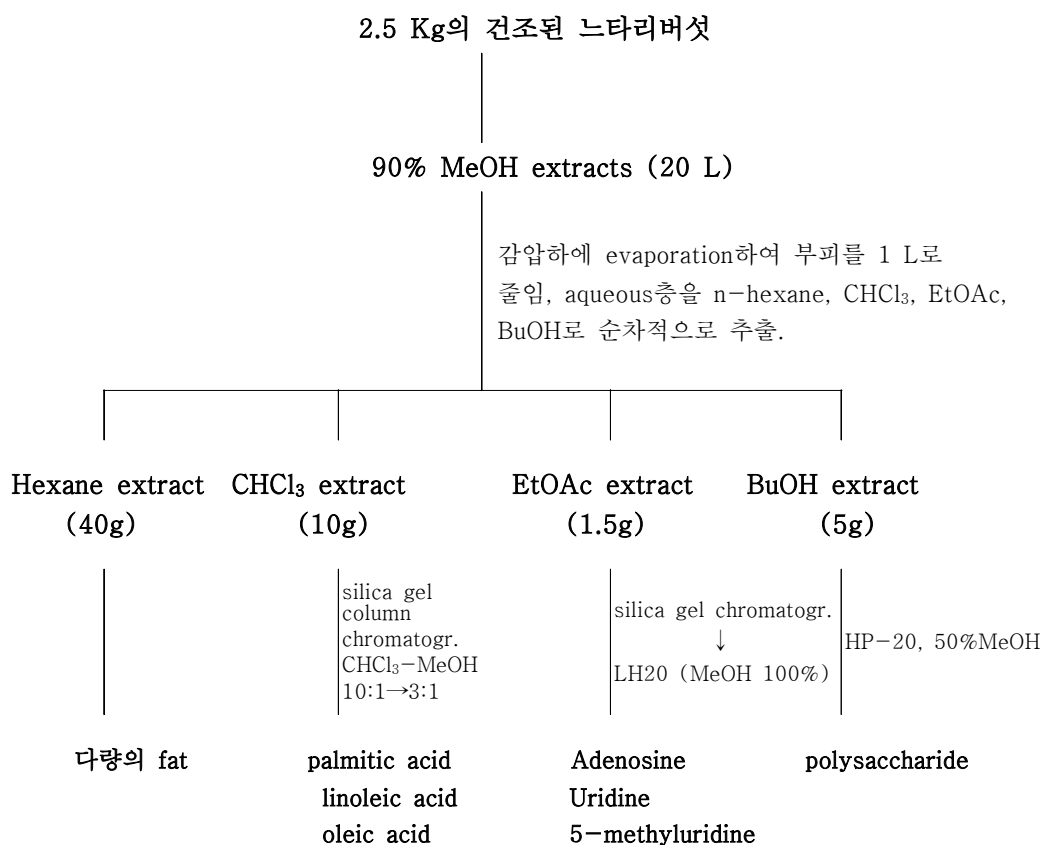 2.5 Kg의 건조된 느타리버섯
90% MeOH extracts (20 L)
감압하에 evaporation하여 부피를 1 L로
줄임, aqueous층을 n-hexane, CHCl₃, EtOAc,
BuOH로 순차적으로 추출.
Hexane extract
(40g)
CHCl₃ extract
(10g)
EtOAc extract
(1.5g)
BuOH extract
(5g)
silica gel
column
chromatogr.
CHCl₃-MeOH
10:1→3:1
silica gel chromatogr.
↓
LH20 (MeOH 100%)
HP-20, 50%MeOH
다량의 fat
palmitic acid
linoleic acid
oleic acid
Adenosine
Uridine
5-methyluridine
polysaccharide